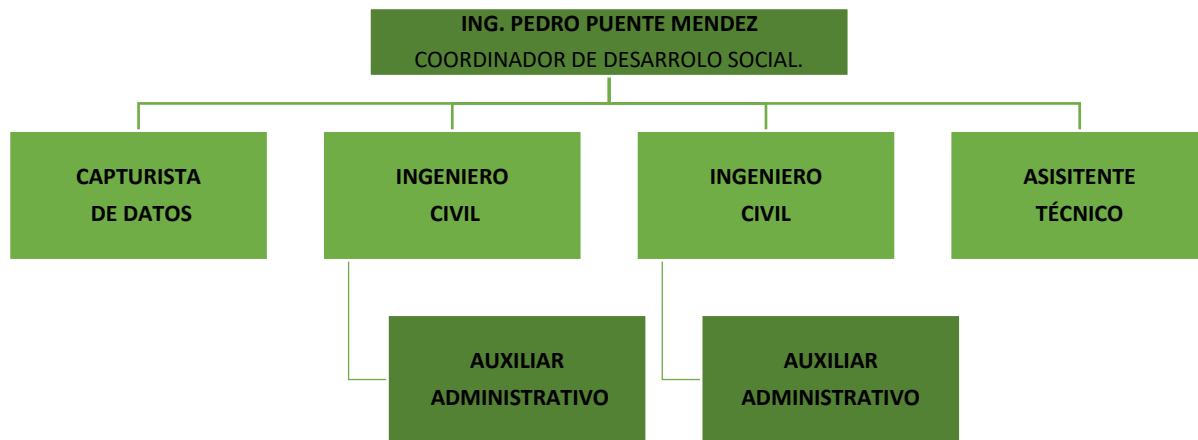 ING. PEDRO PUENTE MENDEZ
COORDINADOR DE DESARROLO SOCIAL.
CAPTURISTA
DE DATOS
INGENIERO
CIVIL
INGENIERO
CIVIL
ASISITENTE
TÉCNICO
AUXILIAR
ADMINISTRATIVO
AUXILIAR
ADMINISTRATIVO